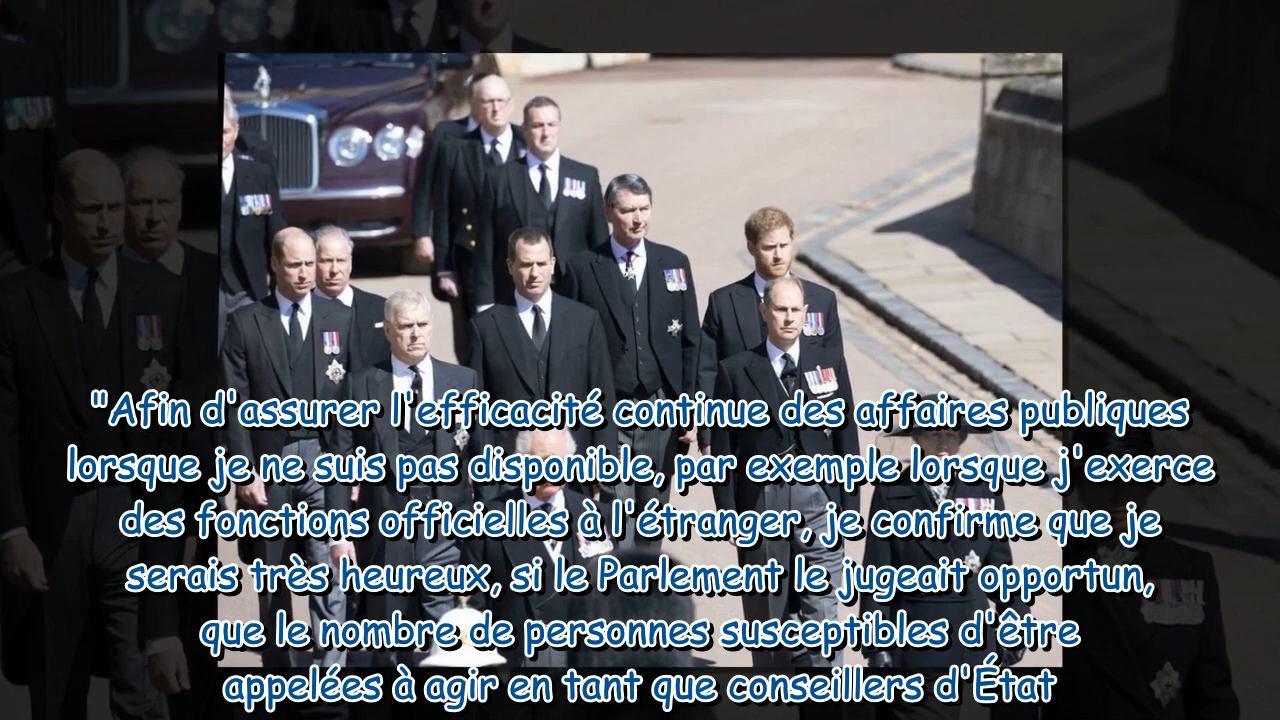 "Afin d'assurer l'efficacité continue des affaires publiques
lorsque je ne suis pas disponible, par exemple lorsque j'exerce
des fonctions officielles à l'étranger, je confirme que je
serais très heureux, si le Parlement le jugeait opportun,
que le nombre de personnes susceptibles d'être
appelées à agir en tant que conseillers d'État